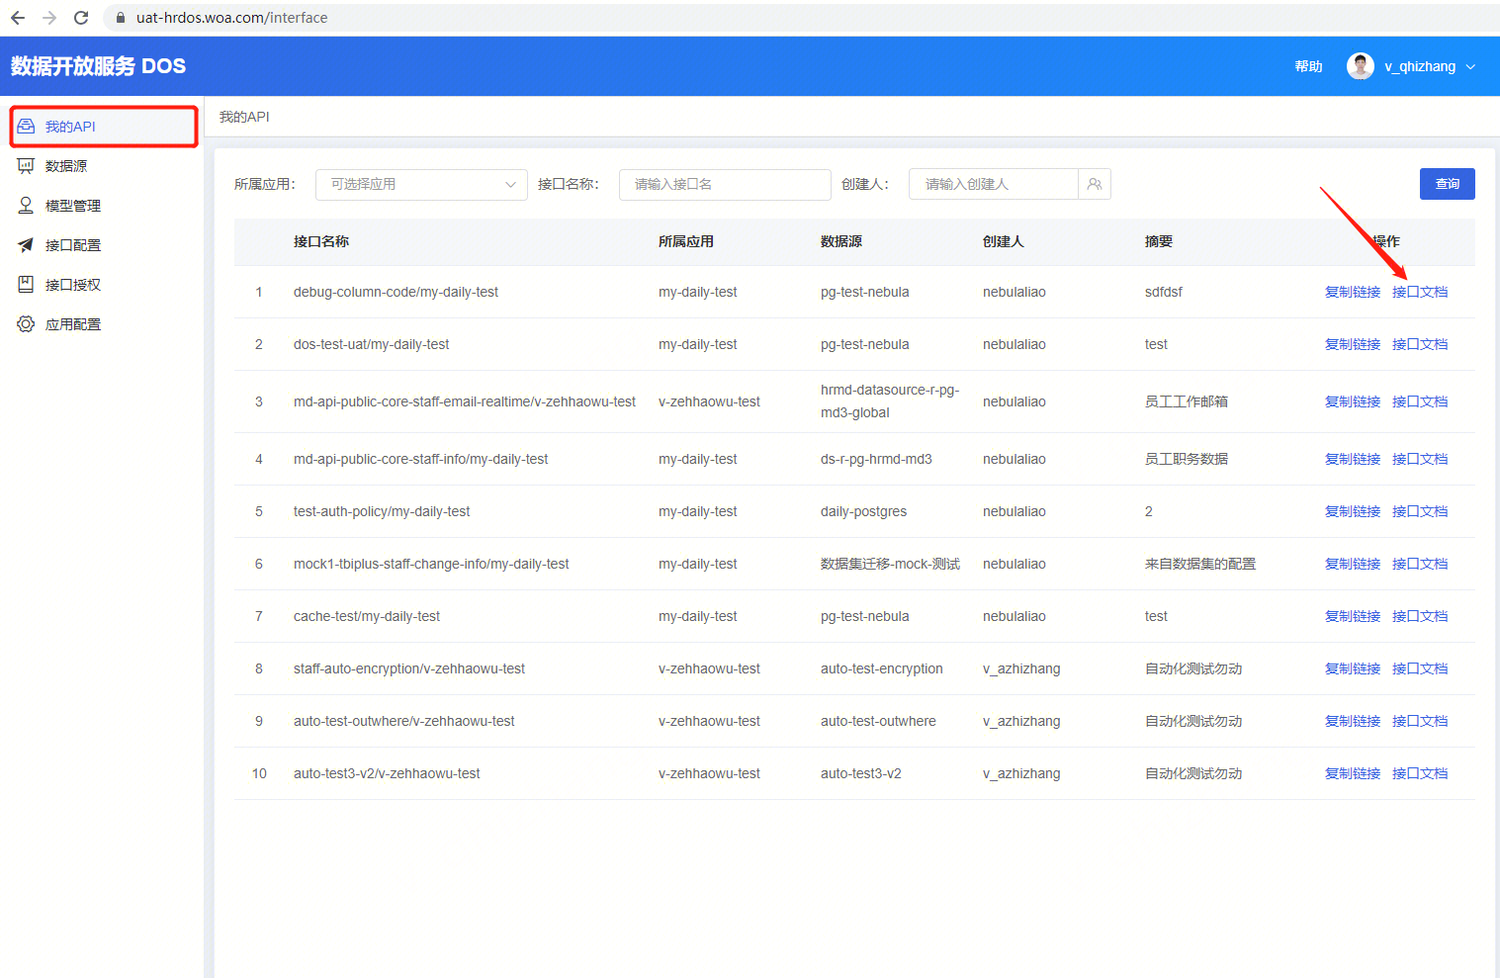 uat-hrdos.woa.com/interface
数据开放服务 DOS
帮助
v_qhizhang
我的API
数据源
模型管理
接口配置
接口授权
应用配置
我的API
所属应用：
可选择应用
接口名称：
请输入接口名
创建人：
请输入创建人
查询
接口名称 所属应用 数据源 创建人 摘要 操作
1 debug-column-code/my-daily-test my-daily-test pg-test-nebula nebulaliao sdfdsf 复制链接 接口文档
2 dos-test-uat/my-daily-test my-daily-test pg-test-nebula nebulaliao test 复制链接 接口文档
3 md-api-public-core-staff-email-realtime/v-zehhaowu-test v-zehhaowu-test hrmd-datasource-r-pg-
md3-global nebulaliao 员工工作邮箱 复制链接 接口文档
4 md-api-public-core-staff-info/my-daily-test my-daily-test ds-r-pg-hrmd-md3 nebulaliao 员工职务数据 复制链接 接口文档
5 test-auth-policy/my-daily-test my-daily-test daily-postgres nebulaliao 2 复制链接 接口文档
6 mock1-tbiplus-staff-change-info/my-daily-test my-daily-test 数据集迁移-mock-测试 nebulaliao 来自数据集的配置 复制链接 接口文档
7 cache-test/my-daily-test my-daily-test pg-test-nebula nebulaliao test 复制链接 接口文档
8 staff-auto-encryption/v-zehhaowu-test v-zehhaowu-test auto-test-encryption v_azhizhang 自动化测试勿动 复制链接 接口文档
9 auto-test-outwhere/v-zehhaowu-test v-zehhaowu-test auto-test-outwhere v_azhizhang 自动化测试勿动 复制链接 接口文档
10 auto-test3-v2/v-zehhaowu-test v-zehhaowu-test auto-test3-v2 v_azhizhang 自动化测试勿动 复制链接 接口文档